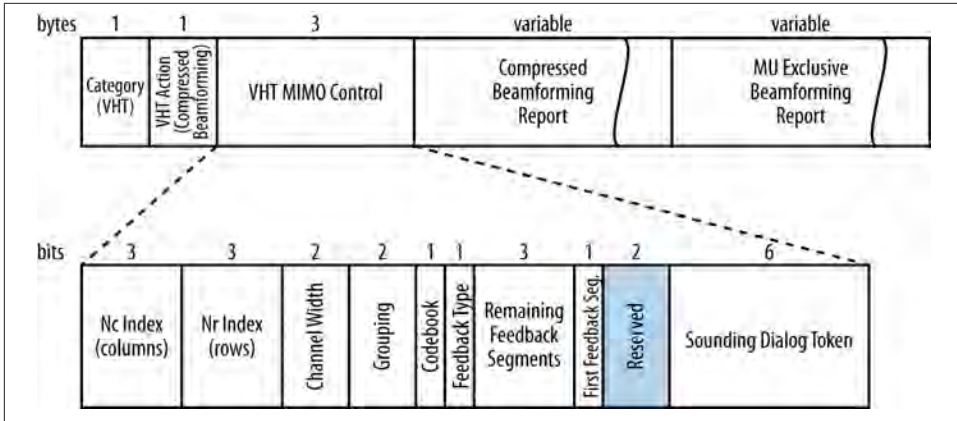 bytes 1 1 3 variable variable
Category
(VHT)
VHT Action
(Compressed
Beamforming)
VHT MIMO Control
Compressed
Beamforming
Report
MU Exclusive
Beamforming
Report
bits 3 3 2 2 1 1 3 1 2 6
Nc Index
(columns)
Nr Index
(rows)
Channel Width
Grouping
Codebook
Feedback Type
Remaining
Feedback
Segments
First Feedback Seg.
Reserved
Sounding Dialog Token